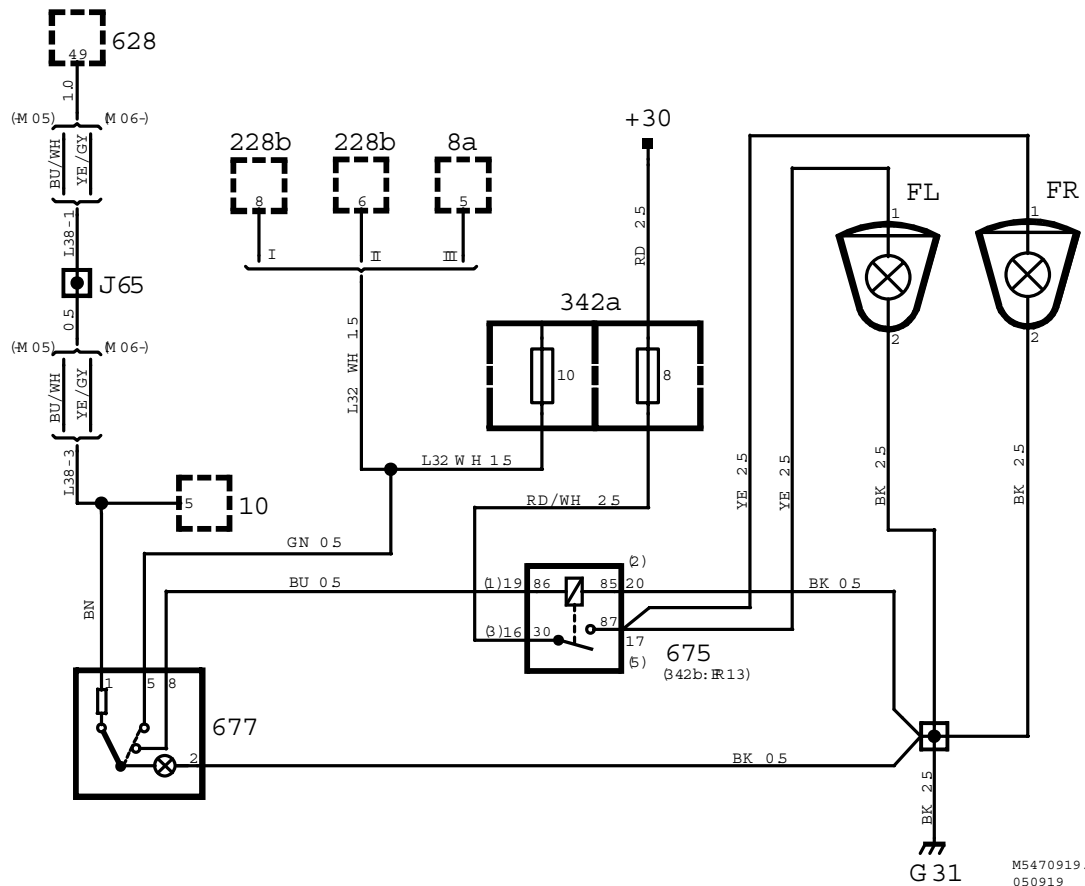 628
49
1.0
(-M05) (M06-)
BU/WH
YE/GY
L38-1
J65
0.5
(-M05) (M06-)
BU/WH
YE/GY
L38-3
5
10
BN
228b 228b 8a
8 6 5
I II III
L32 WH 1.5
+30
RD 2.5
342a
10 8
L32 WH 1.5
RD/WH 2.5
GN 0.5
BU 0.5
(2)
(1) 19 86 85 20
BK 0.5
87
(3) 16 30
17
(5)
675
(342b:FR13)
YE 2.5
YE 2.5
FL FR
1 1
2 2
BK 2.5
BK 2.5
1 5 8
677
2
BK 0.5
BK 2.5
G31
M5470919.
050919